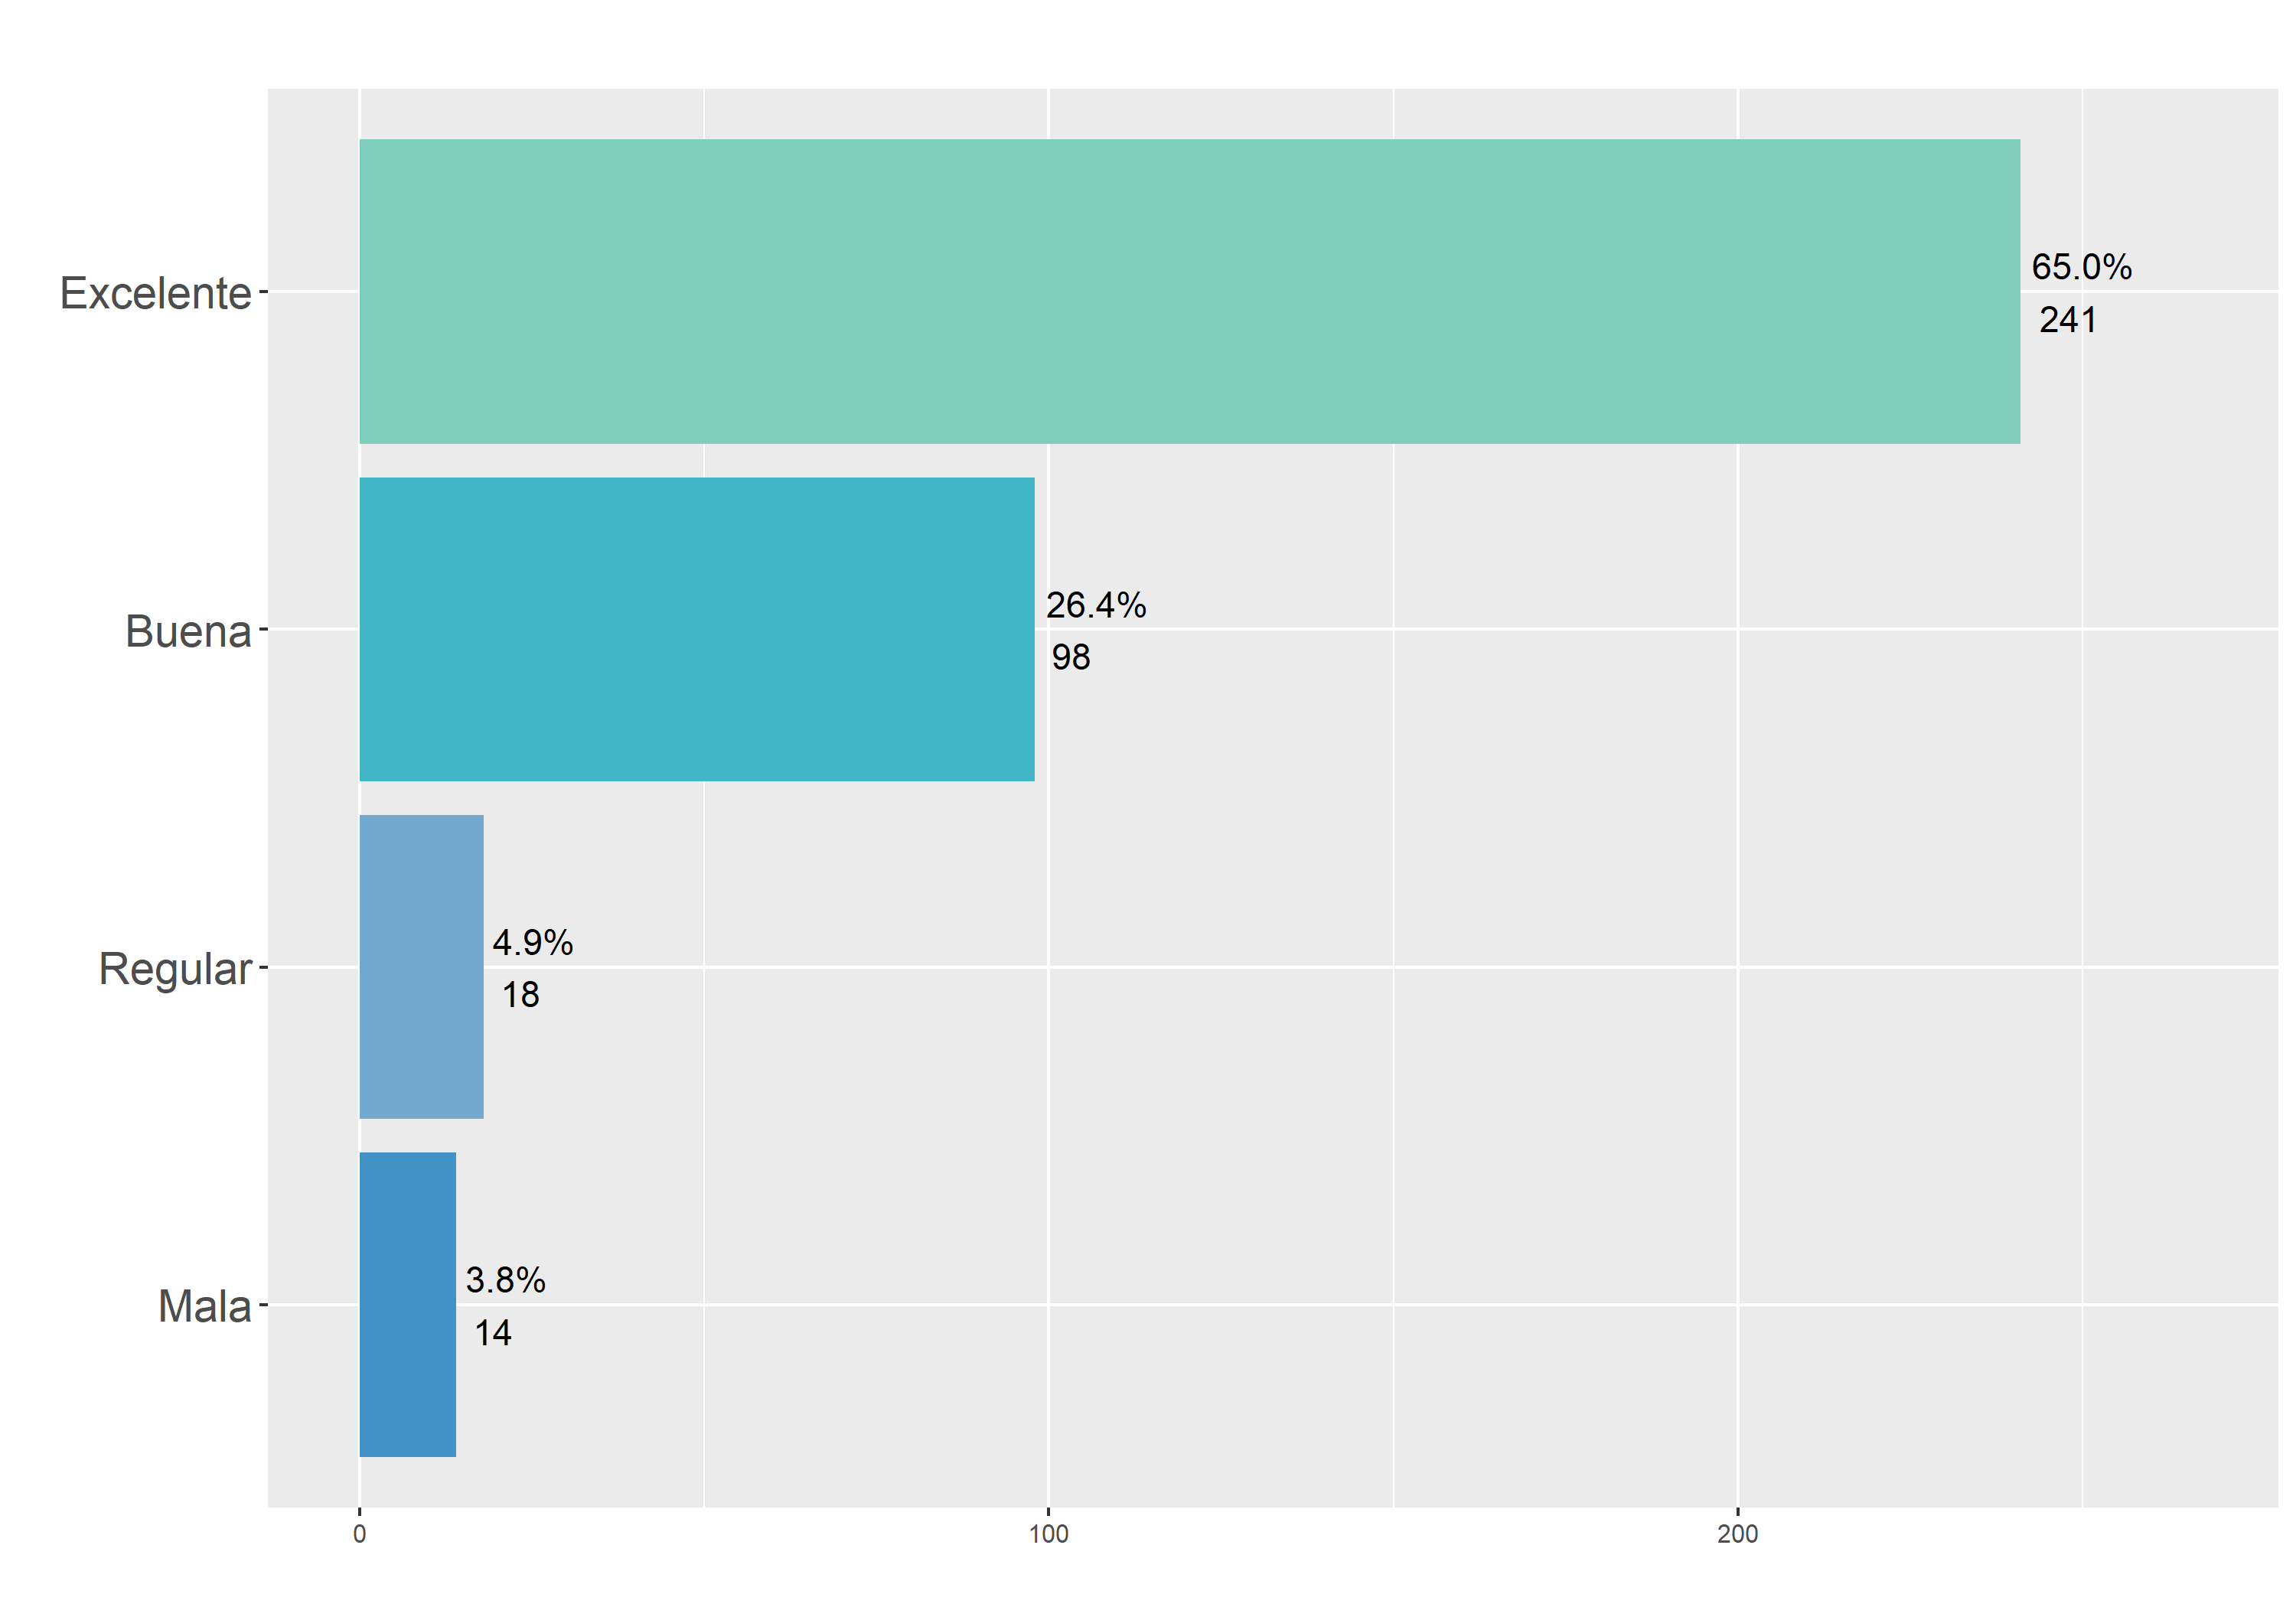 Excelente
65.0%
241
Buena
26.4%
98
Regular
4.9%
18
Mala
3.8%
14
0 100 200